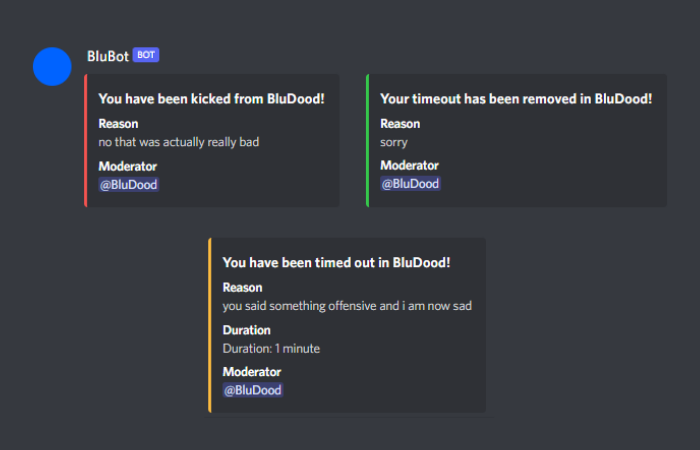 BluBot BOT
You have been kicked from BluDood!
Reason
no that was actually really bad
Moderator
@BluDood
Your timeout has been removed in BluDood!
Reason
sorry
Moderator
@BluDood
You have been timed out in BluDood!
Reason
you said something offensive and i am now sad
Duration
Duration: 1 minute
Moderator
@BluDood